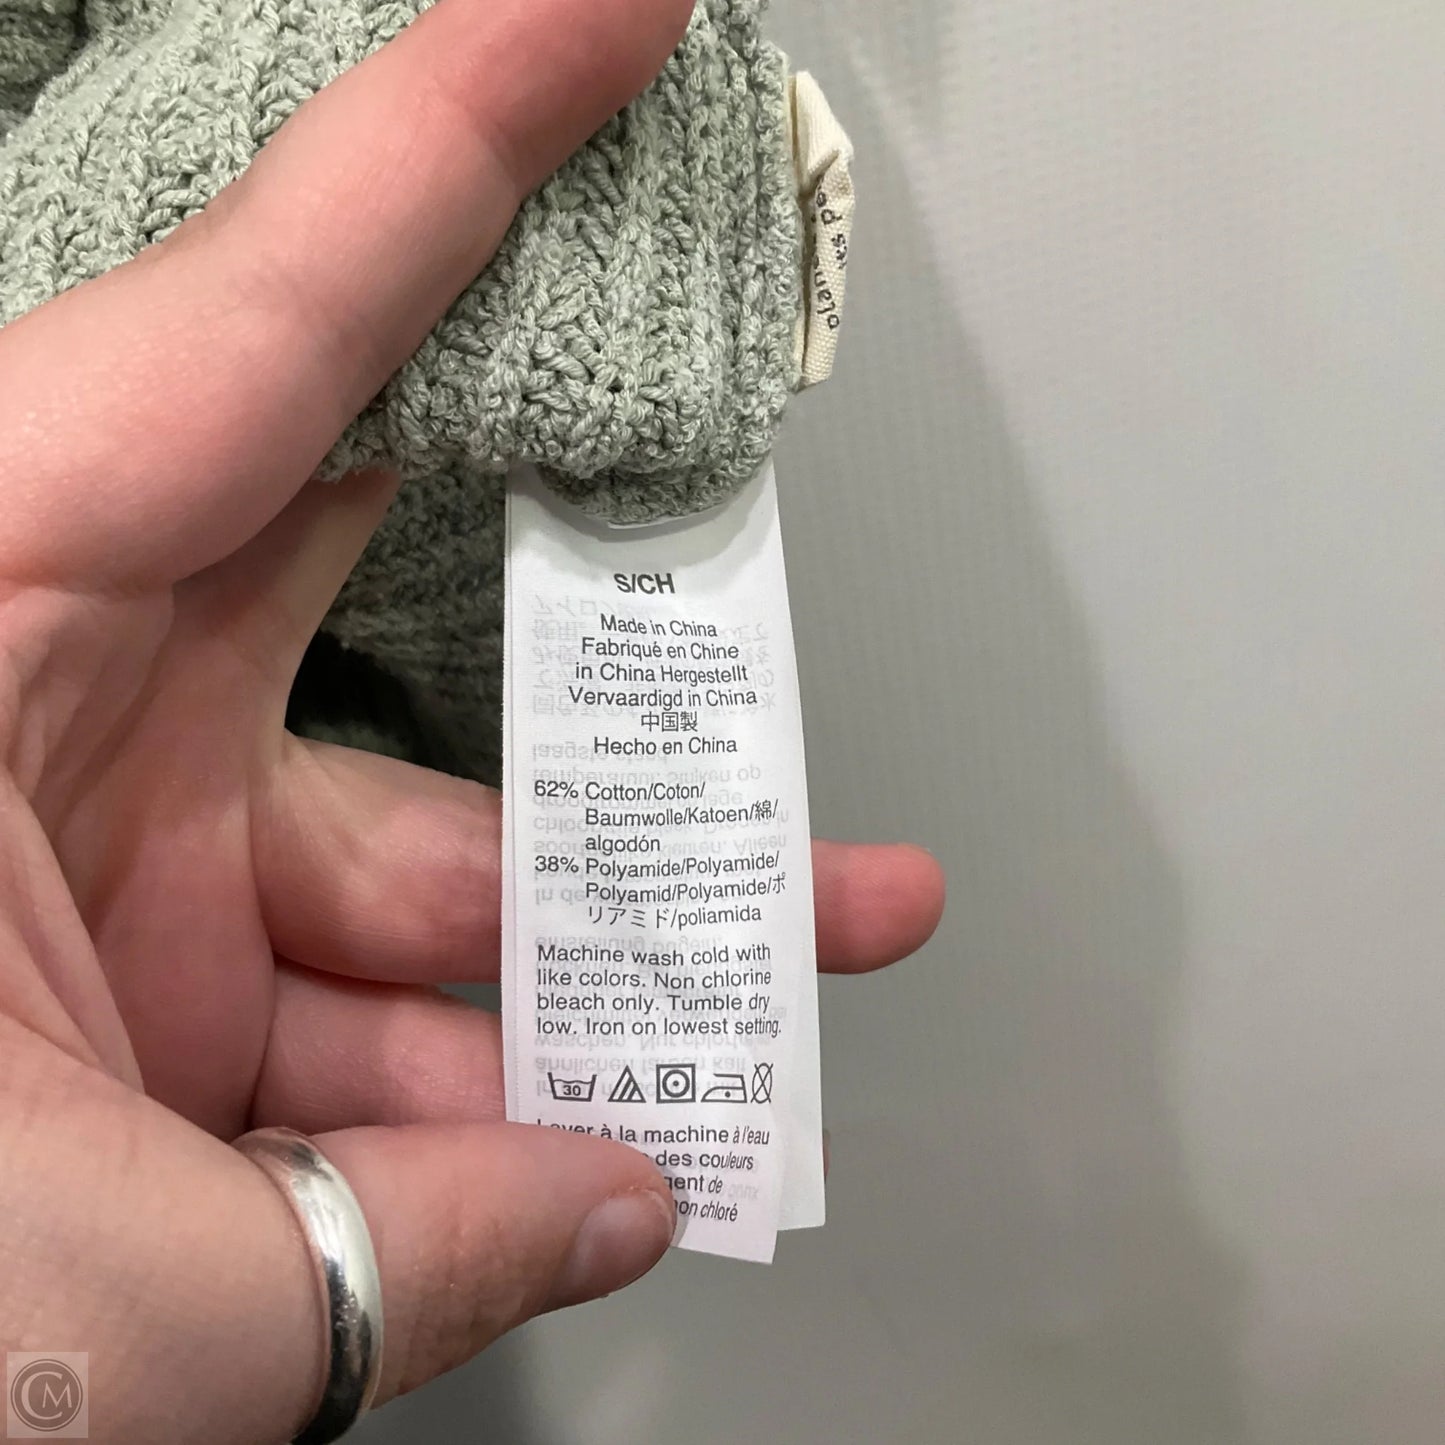 S/CH
Made in China
Fabriqué en Chine
in China Hergestellt
Vervaardigd in China
中国製
Hecho en China
62% Cotton/Coton/
Baumwolle/Katoen/綿/
algodón
38% Polyamide/Polyamide/
Polyamid/Polyamide/ポ
リアミド/poliamida
Machine wash cold with
like colors. Non chlorine
bleach only. Tumble dry
low. Iron on lowest setting.
30
à la machine à l'eau
des couleurs
de
non chloré
CM